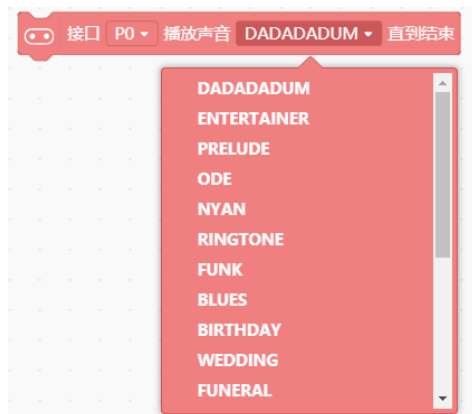 接口 P0 播放声音 DADADADUM 直到结束
DADADADUM
ENTERTAINER
PRELUDE
ODE
NYAN
RINGTONE
FUNK
BLUES
BIRTHDAY
WEDDING
FUNERAL